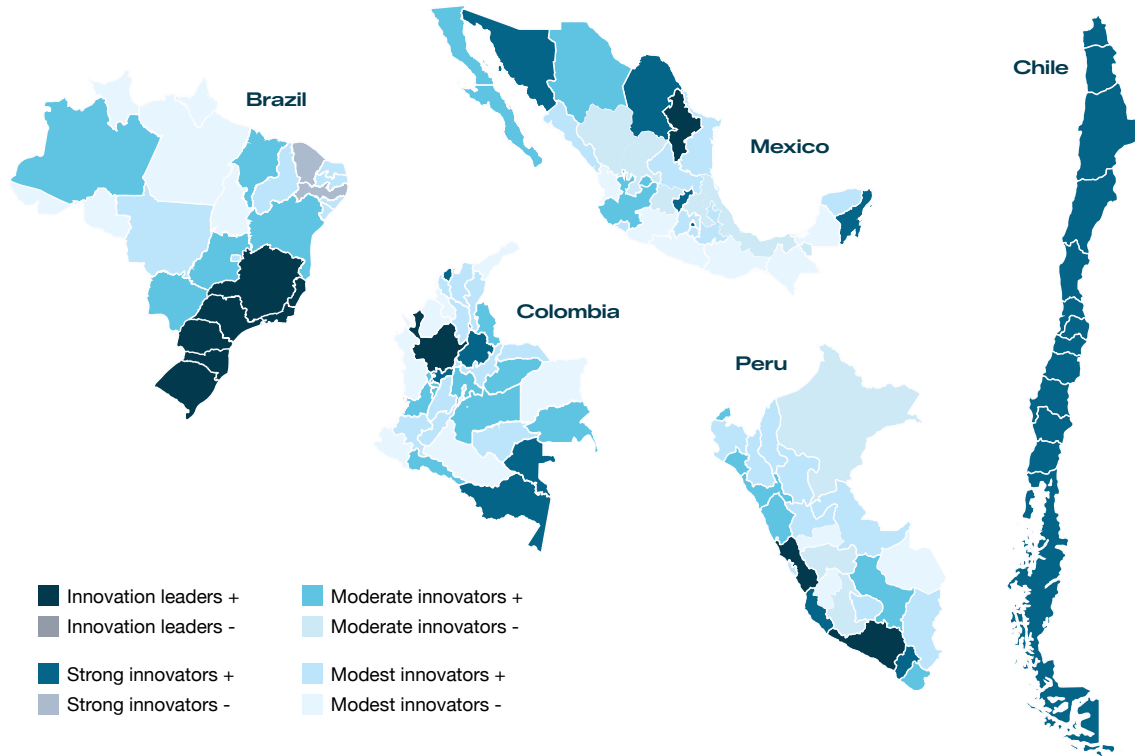 Brazil
Mexico
Chile
Colombia
Peru
Innovation leaders +
Innovation leaders -
Strong innovators +
Strong innovators -
Moderate innovators +
Moderate innovators -
Modest innovators +
Modest innovators -